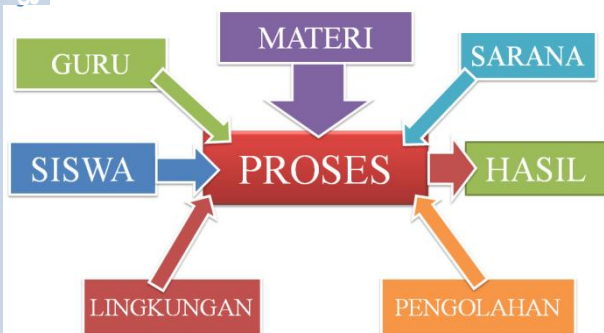 MATERI
GURU
SARANA
SISWA
PROSES
HASIL
LINGKUNGAN
PENGOLAHAN